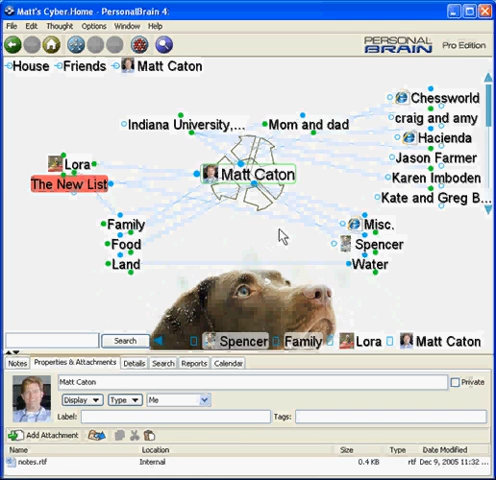 Matt's Cyber Home - PersonalBrain 4:
File Edit Thought Options Window Help
PERSONAL BRAIN Pro Edition
House Friends Matt Caton
Chessworld
craig and amy
Indiana University,... Mom and dad
Hacienda
Jason Farmer
Lora
Matt Caton
Karen Imboden
The New List
Kate and Greg B...
Family
Misc.
Food
Spencer
Land
Water
Search Spencer Family Lora Matt Caton
Notes Properties & Attachments Details Search Reports Calendar
Matt Caton Private
Display Type Me
Label: Tags:
Add Attachment
Name Location Size Type Date Modified
notes.rtf Internal 0.4 KB rtf Dec 9, 2005 11:32 ...